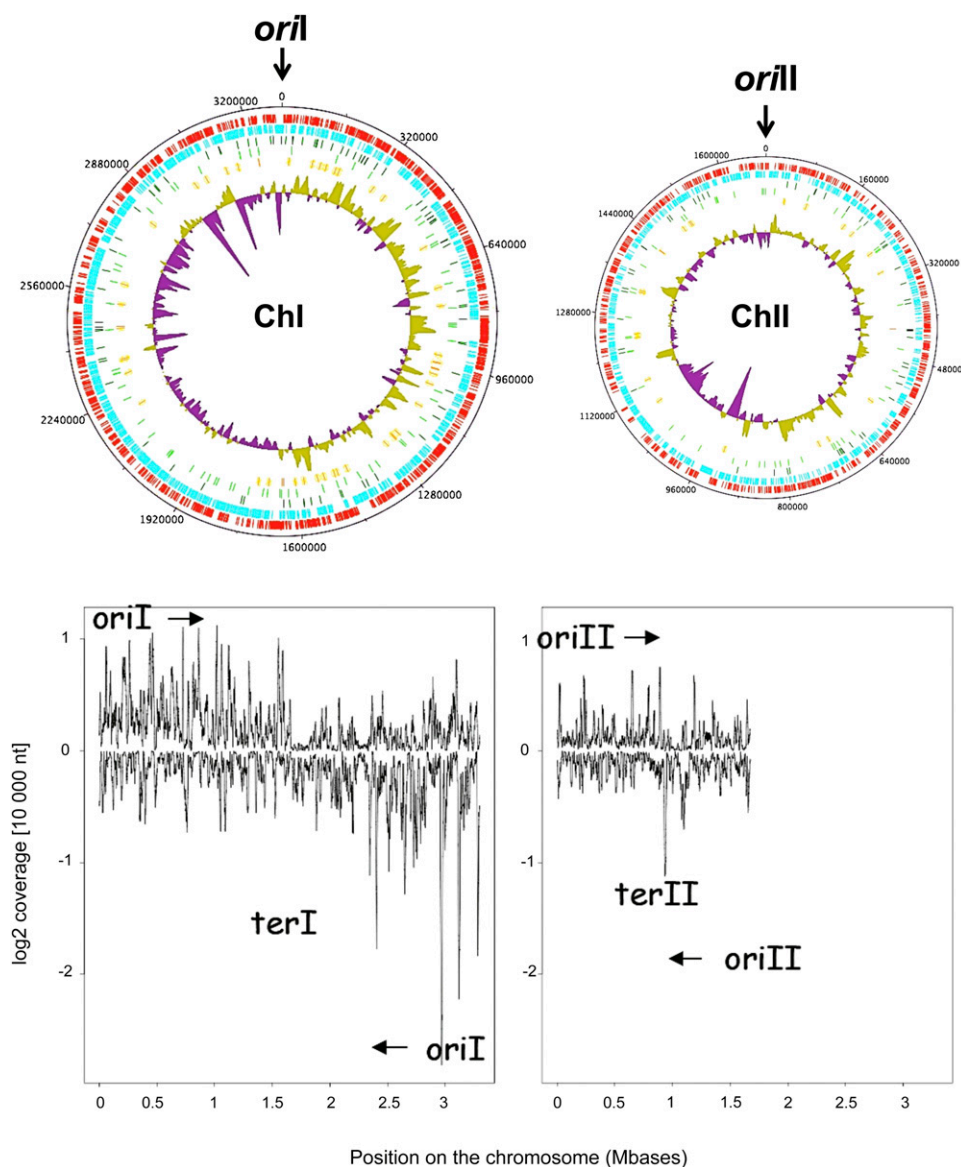 oriI
oriII
0
3200000
320000
2880000
640000
2560000
ChI
960000
2240000
1280000
1920000
1600000
0
1600000
160000
1440000
320000
1280000
ChII
48000
1120000
640000
960000
800000
oriI →
oriII →
1
0
-1
-2
1
0
-1
-2
log2 coverage [10 000 nt]
terI
terII
← oriII
← oriI
0 0.5 1 1.5 2 2.5 3
0 0.5 1 1.5 2 2.5 3
Position on the chromosome (Mbases)